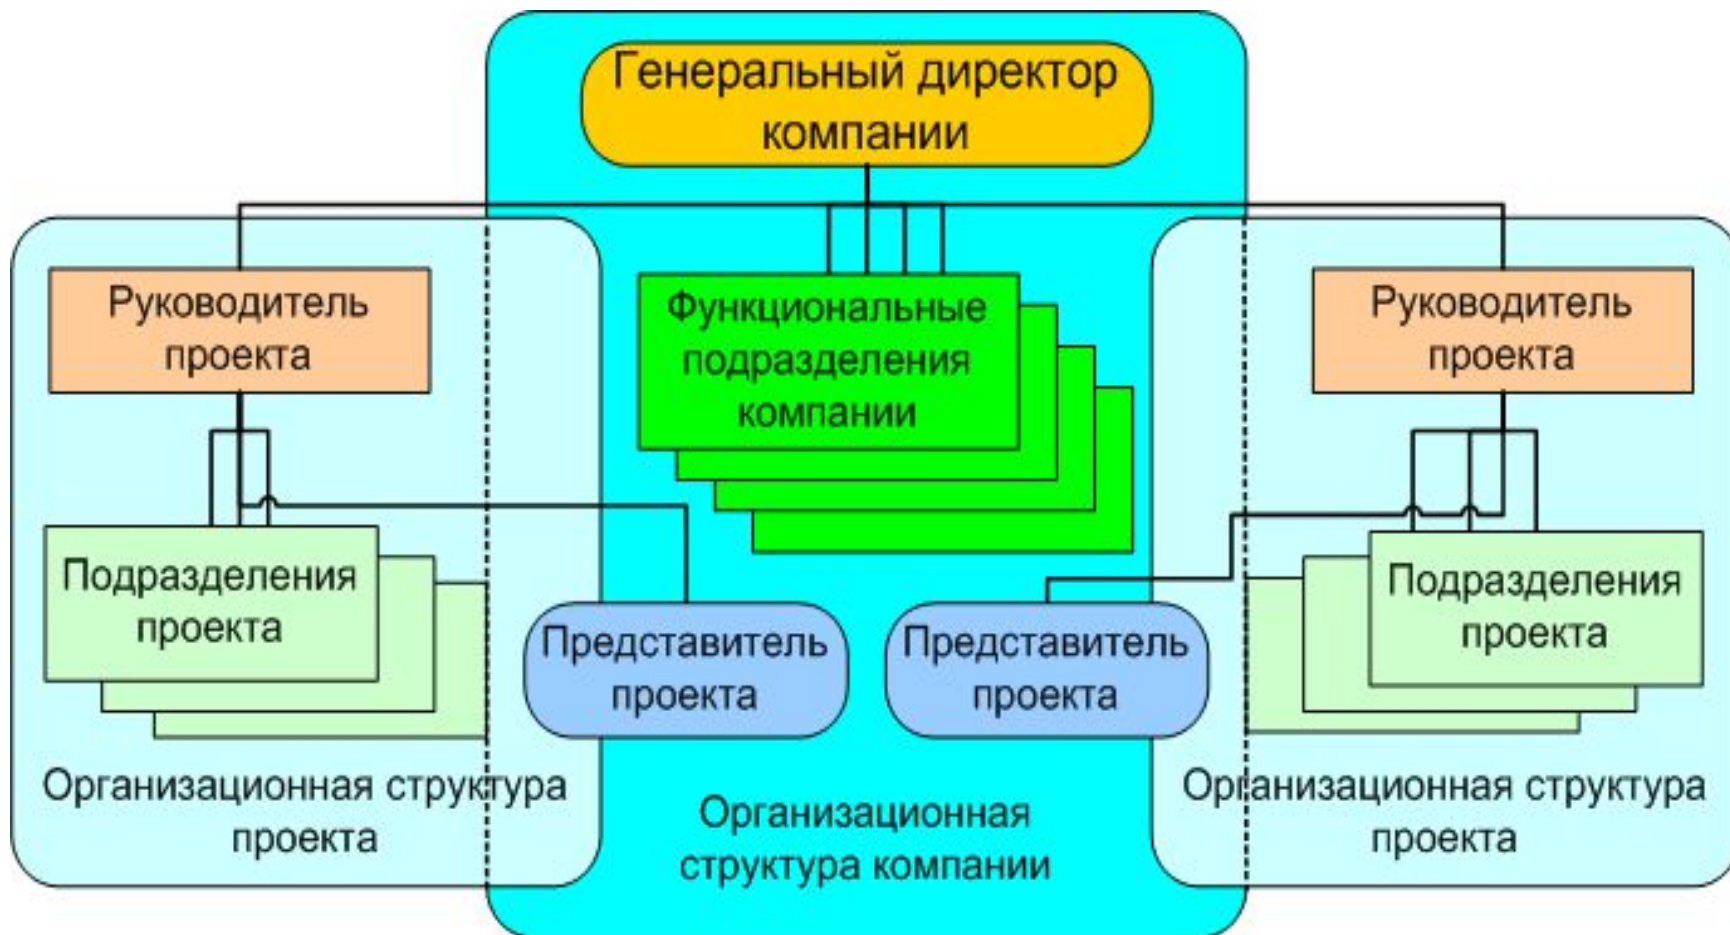 Генеральный директор
компании
Руководитель
проекта
Функциональные
подразделения
компании
Руководитель
проекта
Подразделения
проекта
Подразделения
проекта
Представитель
проекта
Представитель
проекта
Организационная структура
проекта
Организационная
структура компании
Организационная структура
проекта